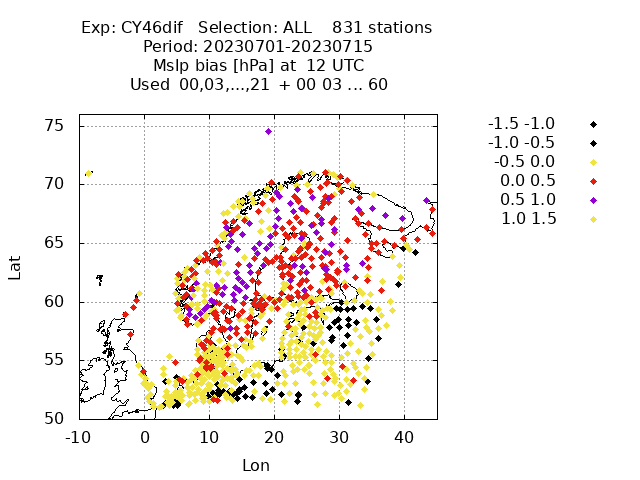 Exp: CY46dif Selection: ALL 831 stations
Period: 20230701-20230715
Mslp bias [hPa] at 12 UTC
Used 00,03,...,21 + 00 03 ... 60
-1.5 -1.0
-1.0 -0.5
-0.5 0.0
0.0 0.5
0.5 1.0
1.0 1.5
75
70
65
60
55
50
Lat
-10 0 10 20 30 40
Lon